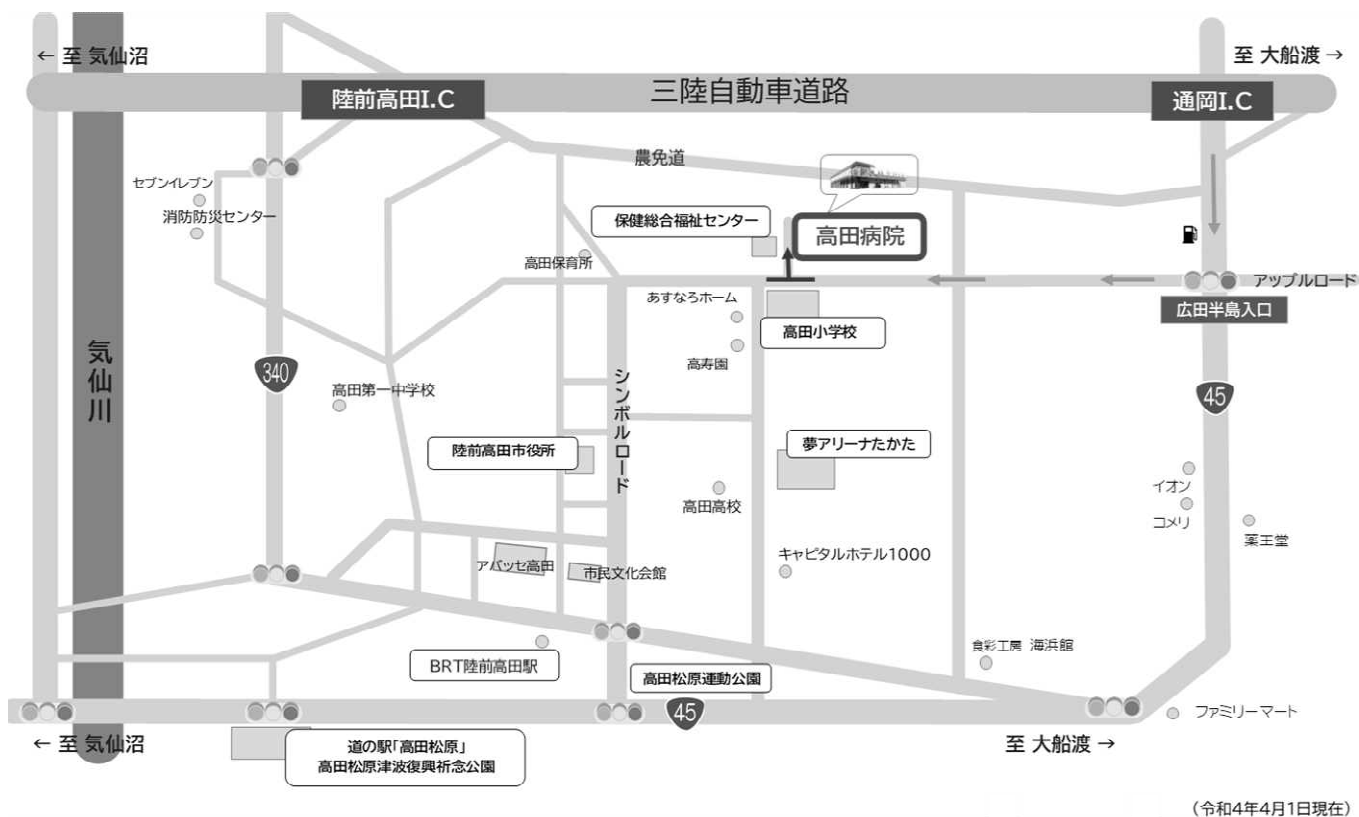 ← 至 気仙沼
至 大船渡 →
陸前高田I.C
三陸自動車道路
通岡I.C
農免道
セブンイレブン
消防防災センター
保健総合福祉センター
高田病院
高田保育所
アップルロード
あすなろホーム
広田半島入口
高田小学校
気仙川
340
高寿園
シンボルロード
高田第一中学校
45
陸前高田市役所
夢アリーナたかた
イオン
高田高校
コメリ
薬王堂
キャピタルホテル1000
アバッセ高田
市民文化会館
食彩工房 海浜館
BRT陸前高田駅
高田松原運動公園
45
ファミリーマート
← 至 気仙沼
至 大船渡 →
道の駅「高田松原」
高田松原津波復興祈念公園
(令和4年4月1日現在)